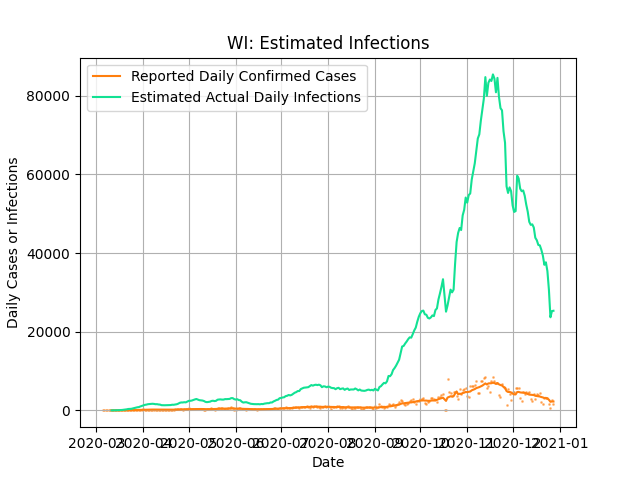 WI: Estimated Infections
Reported Daily Confirmed Cases
Estimated Actual Daily Infections
Daily Cases or Infections
80000
60000
40000
20000
0
2020-03 2020-04 2020-05 2020-06 2020-07 2020-08 2020-09 2020-10 2020-11 2020-12 2021-01
Date